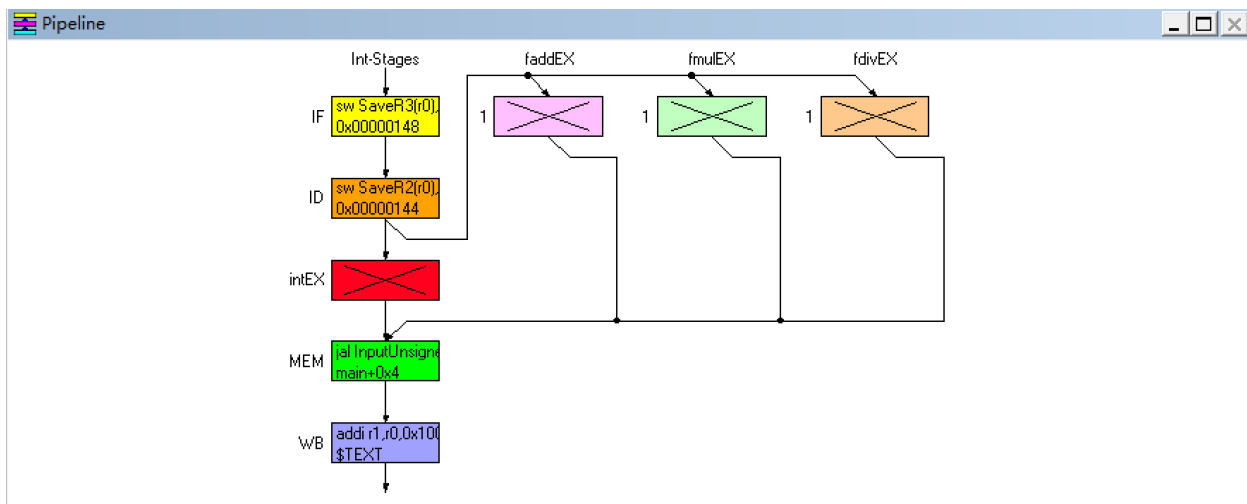 Pipeline
Int-Stages
faddEX
fmulEX
fdivEX
IF
sw SaveR3(r0),
0x00000148
1
1
1
ID
sw SaveR2(r0),
0x00000144
intEX
MEM
jal InputUnsigne
main+0x4
WB
addi r1,r0,0x100
$TEXT